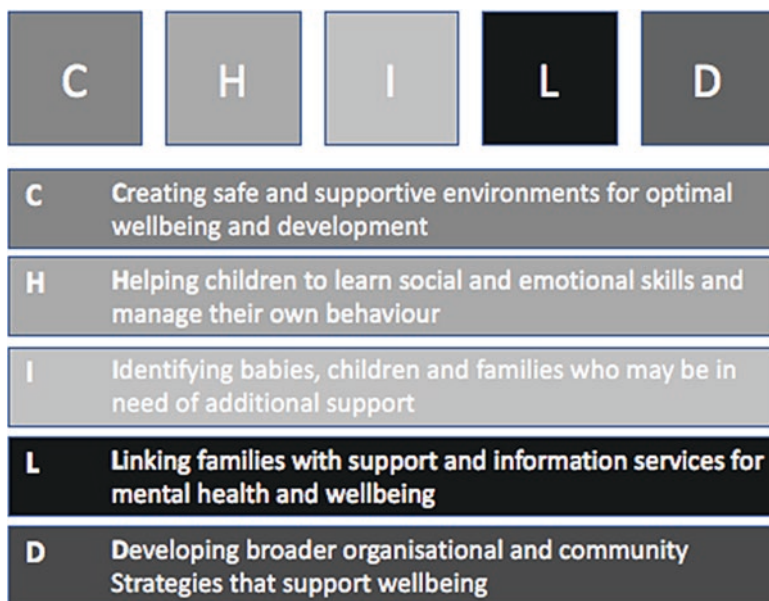 C H I L D
C Creating safe and supportive environments for optimal
wellbeing and development
H Helping children to learn social and emotional skills and
manage their own behaviour
I Identifying babies, children and families who may be in
need of additional support
L Linking families with support and information services for
mental health and wellbeing
D Developing broader organisational and community
Strategies that support wellbeing